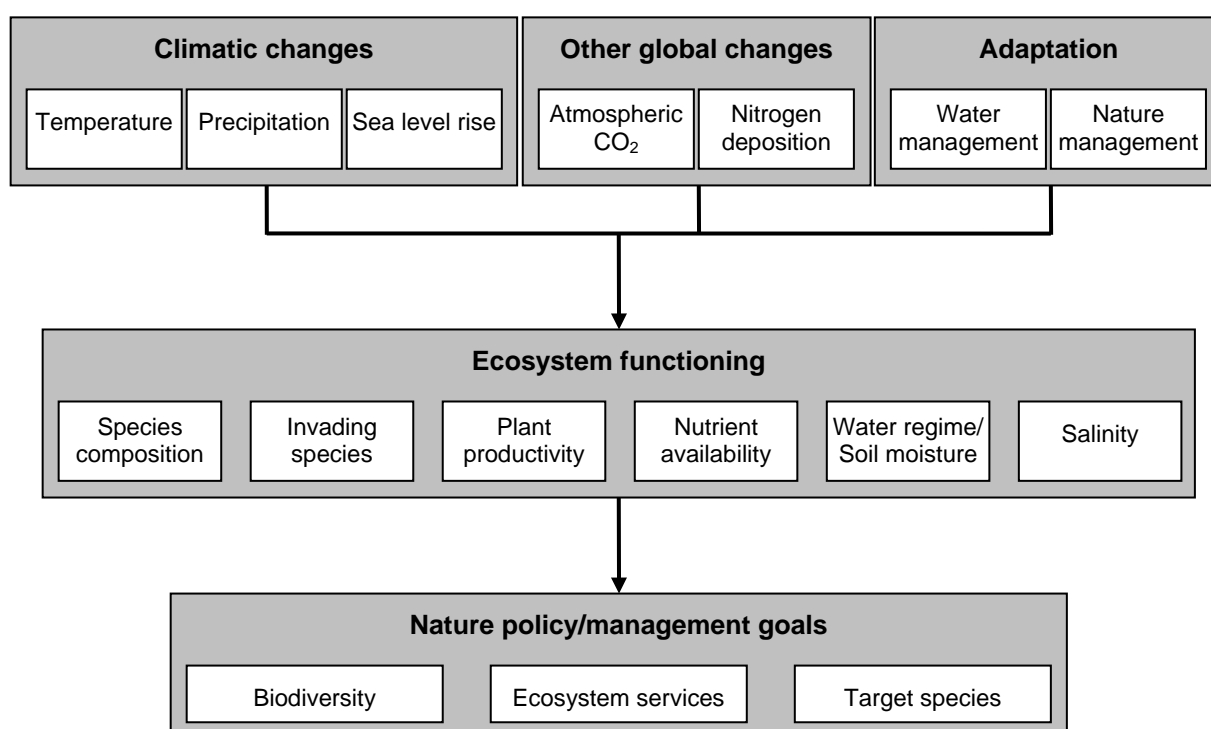 Climatic changes
Temperature
Precipitation
Sea level rise
Other global changes
Atmospheric
CO₂
Nitrogen
deposition
Adaptation
Water
management
Nature
management
Ecosystem functioning
Species
composition
Invading
species
Plant
productivity
Nutrient
availability
Water regime/
Soil moisture
Salinity
Nature policy/management goals
Biodiversity
Ecosystem services
Target species